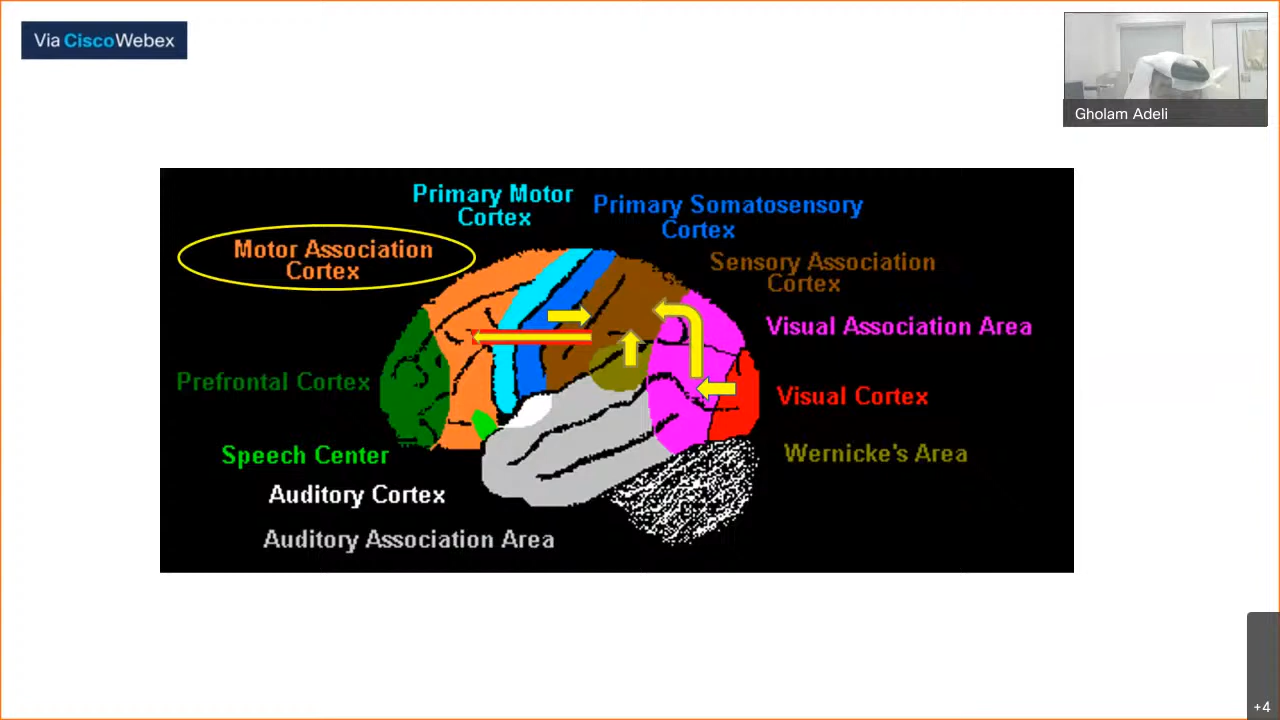 Via CiscoWebex
Gholam Adeli
Primary Motor
Cortex
Primary Somatosensory
Cortex
Motor Association
Cortex
Sensory Association
Cortex
Visual Association Area
Prefrontal Cortex
Visual Cortex
Speech Center
Wernicke's Area
Auditory Cortex
Auditory Association Area
+4